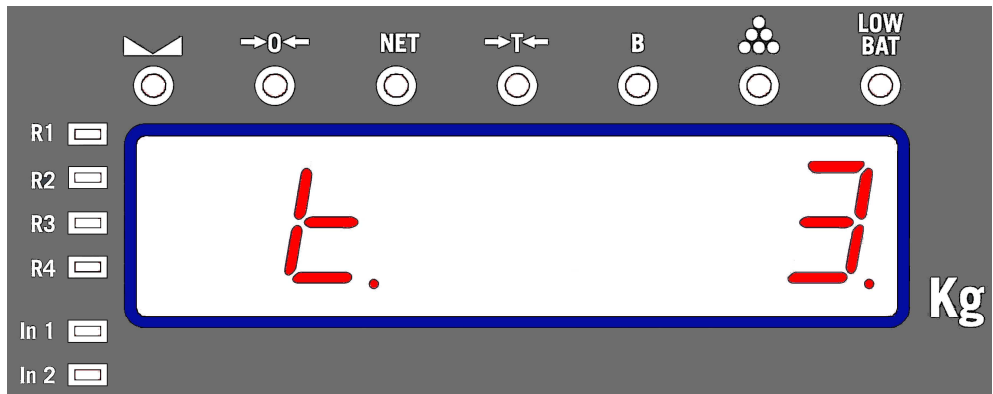 →0← NET →T← B LOW BAT
R1
R2
R3
R4
t. 3.
Kg
In 1
In 2